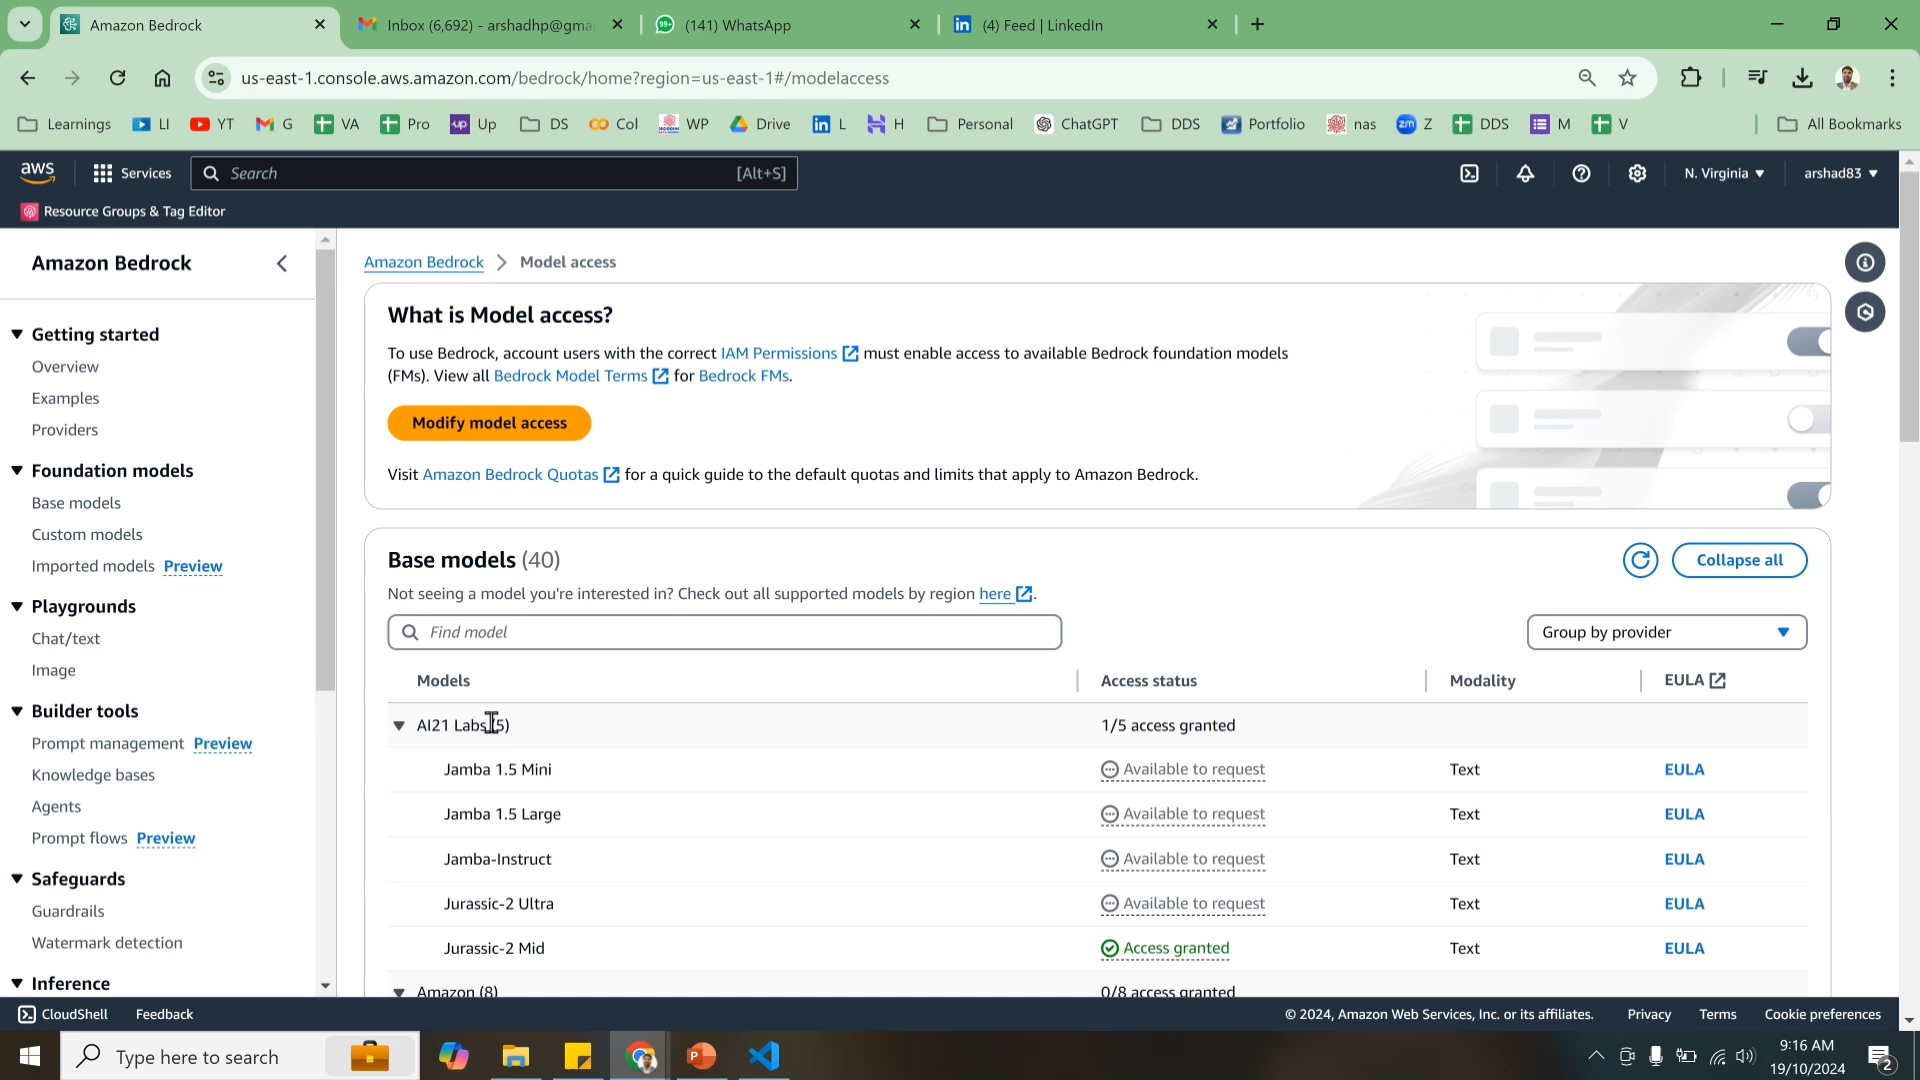 Amazon Bedrock
Inbox (6,692) - arshadhp@gmai
99+
(141) WhatsApp
(4) Feed | LinkedIn
us-east-1.console.aws.amazon.com/bedrock/home?region=us-east-1#/modelaccess
Learnings LI YT G VA Pro Up DS Col WP Drive L H Personal ChatGPT DDS Portfolio nas Z DDS M V All Bookmarks
aws Services Search [Alt+S] N. Virginia arshad83
Resource Groups & Tag Editor
Amazon Bedrock
Getting started
Overview
Examples
Providers
Foundation models
Base models
Custom models
Imported models Preview
Playgrounds
Chat/text
Image
Builder tools
Prompt management Preview
Knowledge bases
Agents
Prompt flows Preview
Safeguards
Guardrails
Watermark detection
Inference
Amazon Bedrock > Model access
What is Model access?
To use Bedrock, account users with the correct IAM Permissions must enable access to available Bedrock foundation models
(FMs). View all Bedrock Model Terms for Bedrock FMs.
Modify model access
Visit Amazon Bedrock Quotas for a quick guide to the default quotas and limits that apply to Amazon Bedrock.
Base models (40)
Collapse all
Not seeing a model you're interested in? Check out all supported models by region here.
Find model
Group by provider
Models Access status Modality EULA
AI21 Labs (5) 1/5 access granted
Jamba 1.5 Mini Available to request Text EULA
Jamba 1.5 Large Available to request Text EULA
Jamba-Instruct Available to request Text EULA
Jurassic-2 Ultra Available to request Text EULA
Jurassic-2 Mid Access granted Text EULA
Amazon (8) 0/8 access granted
CloudShell Feedback © 2024, Amazon Web Services, Inc. or its affiliates. Privacy Terms Cookie preferences
Type here to search
9:16 AM
19/10/2024
2